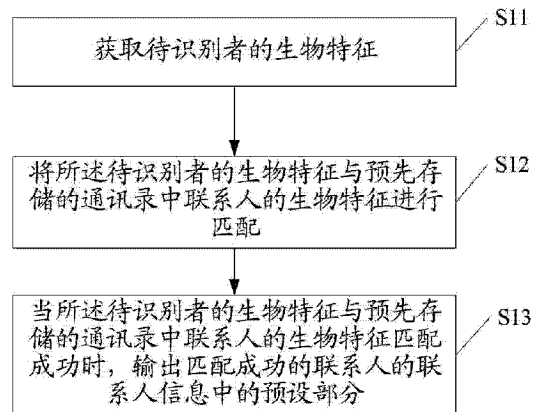 S11
获取待识别者的生物特征
S12
将所述待识别者的生物特征与预先存
储的通讯录中联系人的生物特征进行
匹配
S13
当所述待识别者的生物特征与预先存
储的通讯录中联系人的生物特征匹配
成功时，输出匹配成功的联系人的联
系人信息中的预设部分